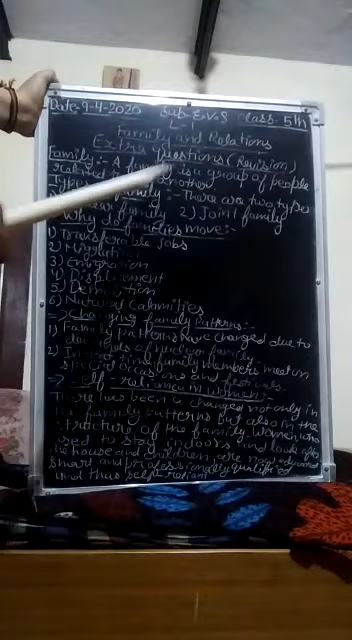 Date-9-4-2020 Sub-E.V.S class-5th
L-1
Family and Relations
Extra Questions (Revision)
Family:- A is a group of people
related to another.
Types family:- There are two types
family 2) Joint family
Why do families move:-
1) Transferable jobs
2) Migration
3) Emigration
4) Displacement
5) Demolition
6) Natural Calamities
=> Changing family Patterns:-
1) Family patterns have changed due to
of nuclear family
2) family members meet on
special occasions and festivals.
=> Self-reliance in women:-
There has been a changed not only in
family patterns but also in the
structure of the family. Women who
used to stay indoors and look after
the house and children, are now educated
smart and professionally qualified
and thus self-reliant